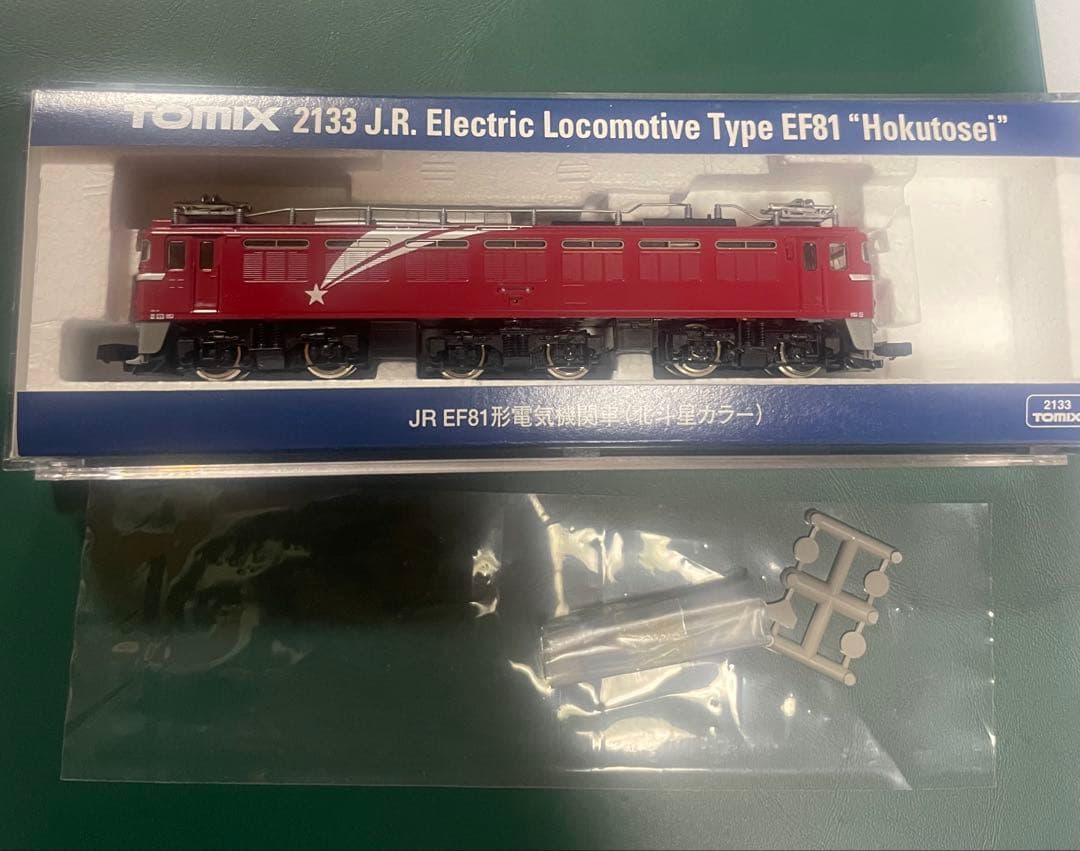 TOMIX 2133 J.R. Electric Locomotive Type EF81 “Hokutosei”
JR EF81形電気機関車(北斗星カラー)
2133
TOMIX